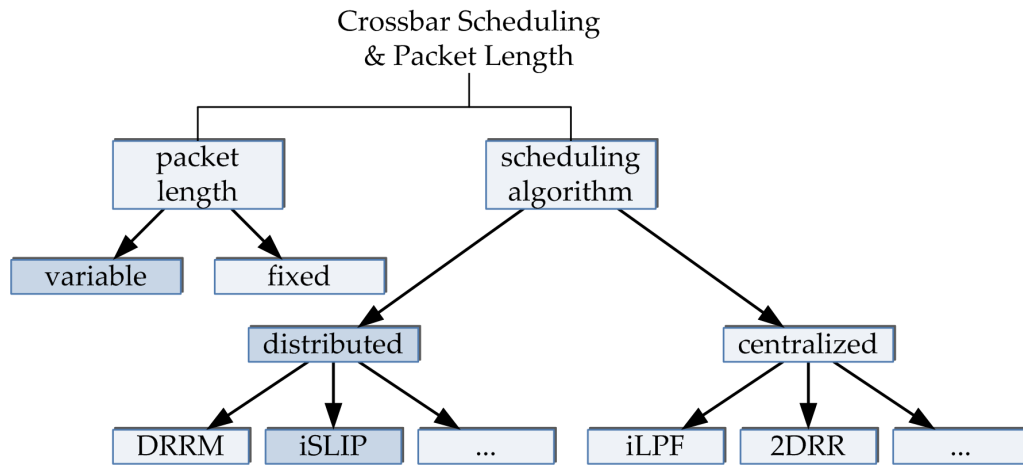 Crossbar Scheduling
& Packet Length
packet
length
scheduling
algorithm
variable
fixed
distributed
centralized
DRRM
iSLIP
...
iLPF
2DRR
...